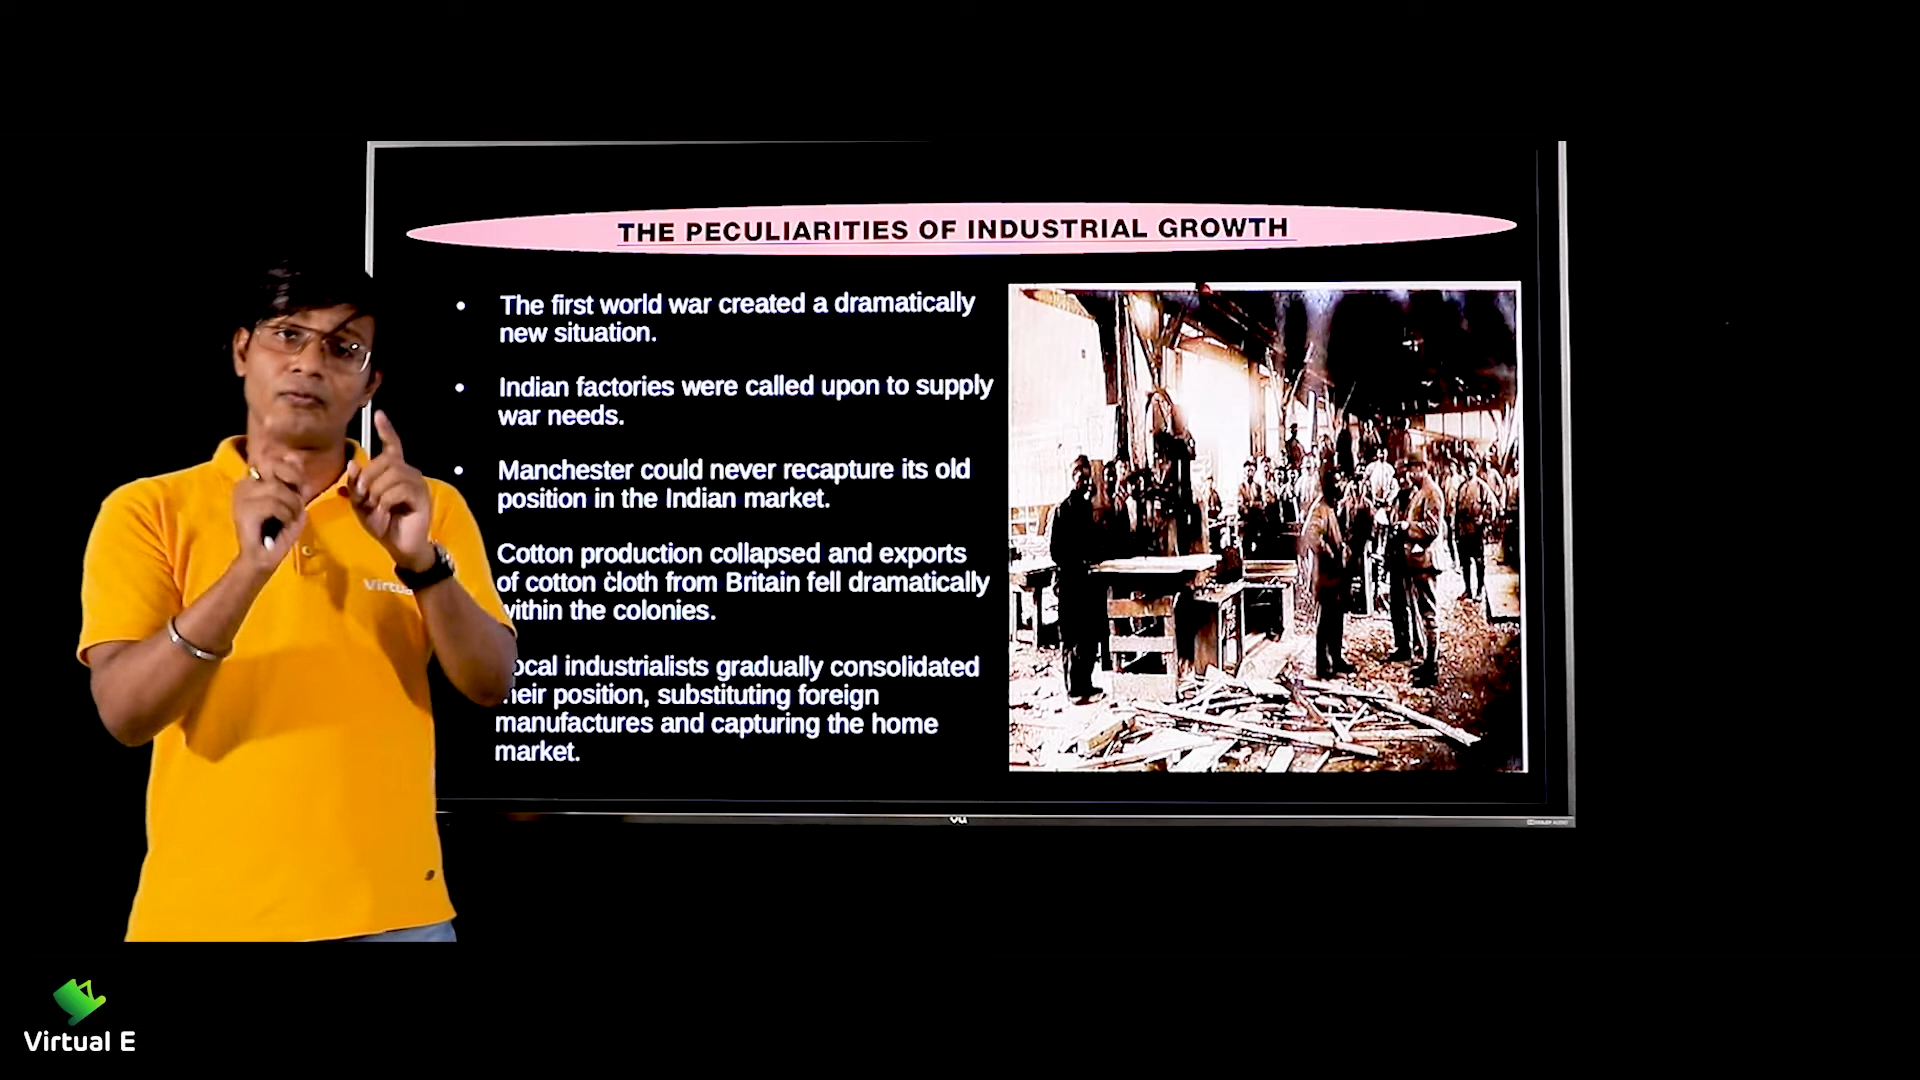 THE PECULIARITIES OF INDUSTRIAL GROWTH
• The first world war created a dramatically
new situation.
• Indian factories were called upon to supply
war needs.
• Manchester could never recapture its old
position in the Indian market.
Cotton production collapsed and exports
of cotton cloth from Britain fell dramatically
within the colonies.
ocal industrialists gradually consolidated
heir position, substituting foreign
manufactures and capturing the home
market.
Virtu
vu
Virtual E